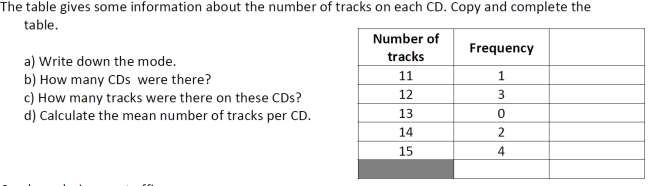 The table gives some information about the number of tracks on each CD. Copy and complete the
table.
a) Write down the mode.
b) How many CDs were there?
c) How many tracks were there on these CDs?
d) Calculate the mean number of tracks per CD.
Number of
tracks
Frequency
11 1
12 3
13 0
14 2
15 4